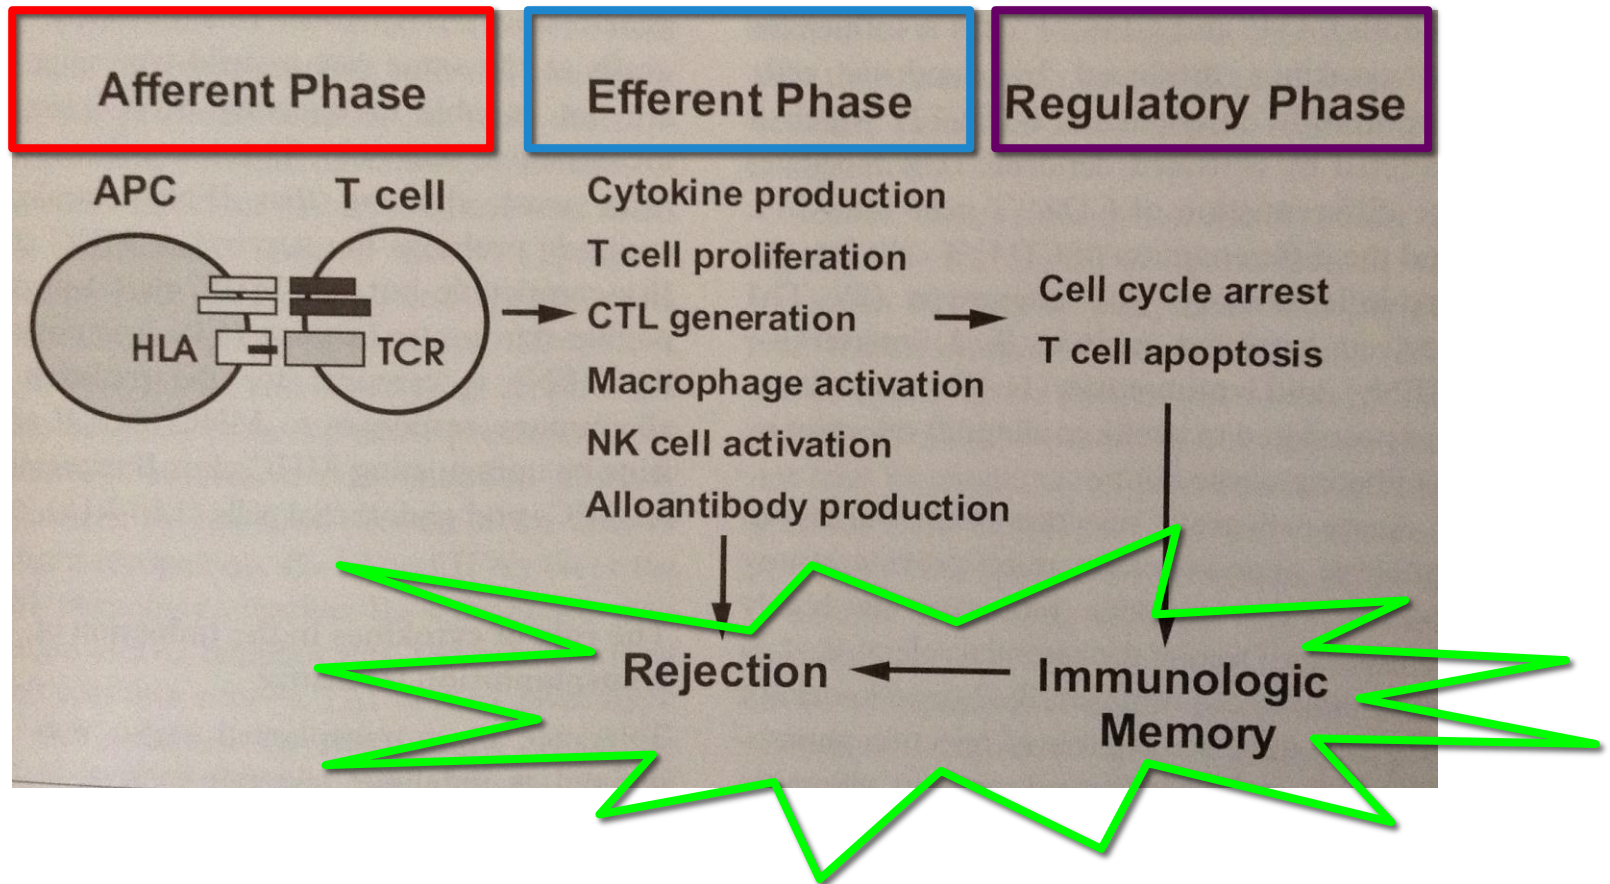 Afferent Phase
Efferent Phase
Regulatory Phase
APC
T cell
HLA
TCR
Cytokine production
T cell proliferation
CTL generation
Macrophage activation
NK cell activation
Alloantibody production
Cell cycle arrest
T cell apoptosis
Rejection
Immunologic
Memory